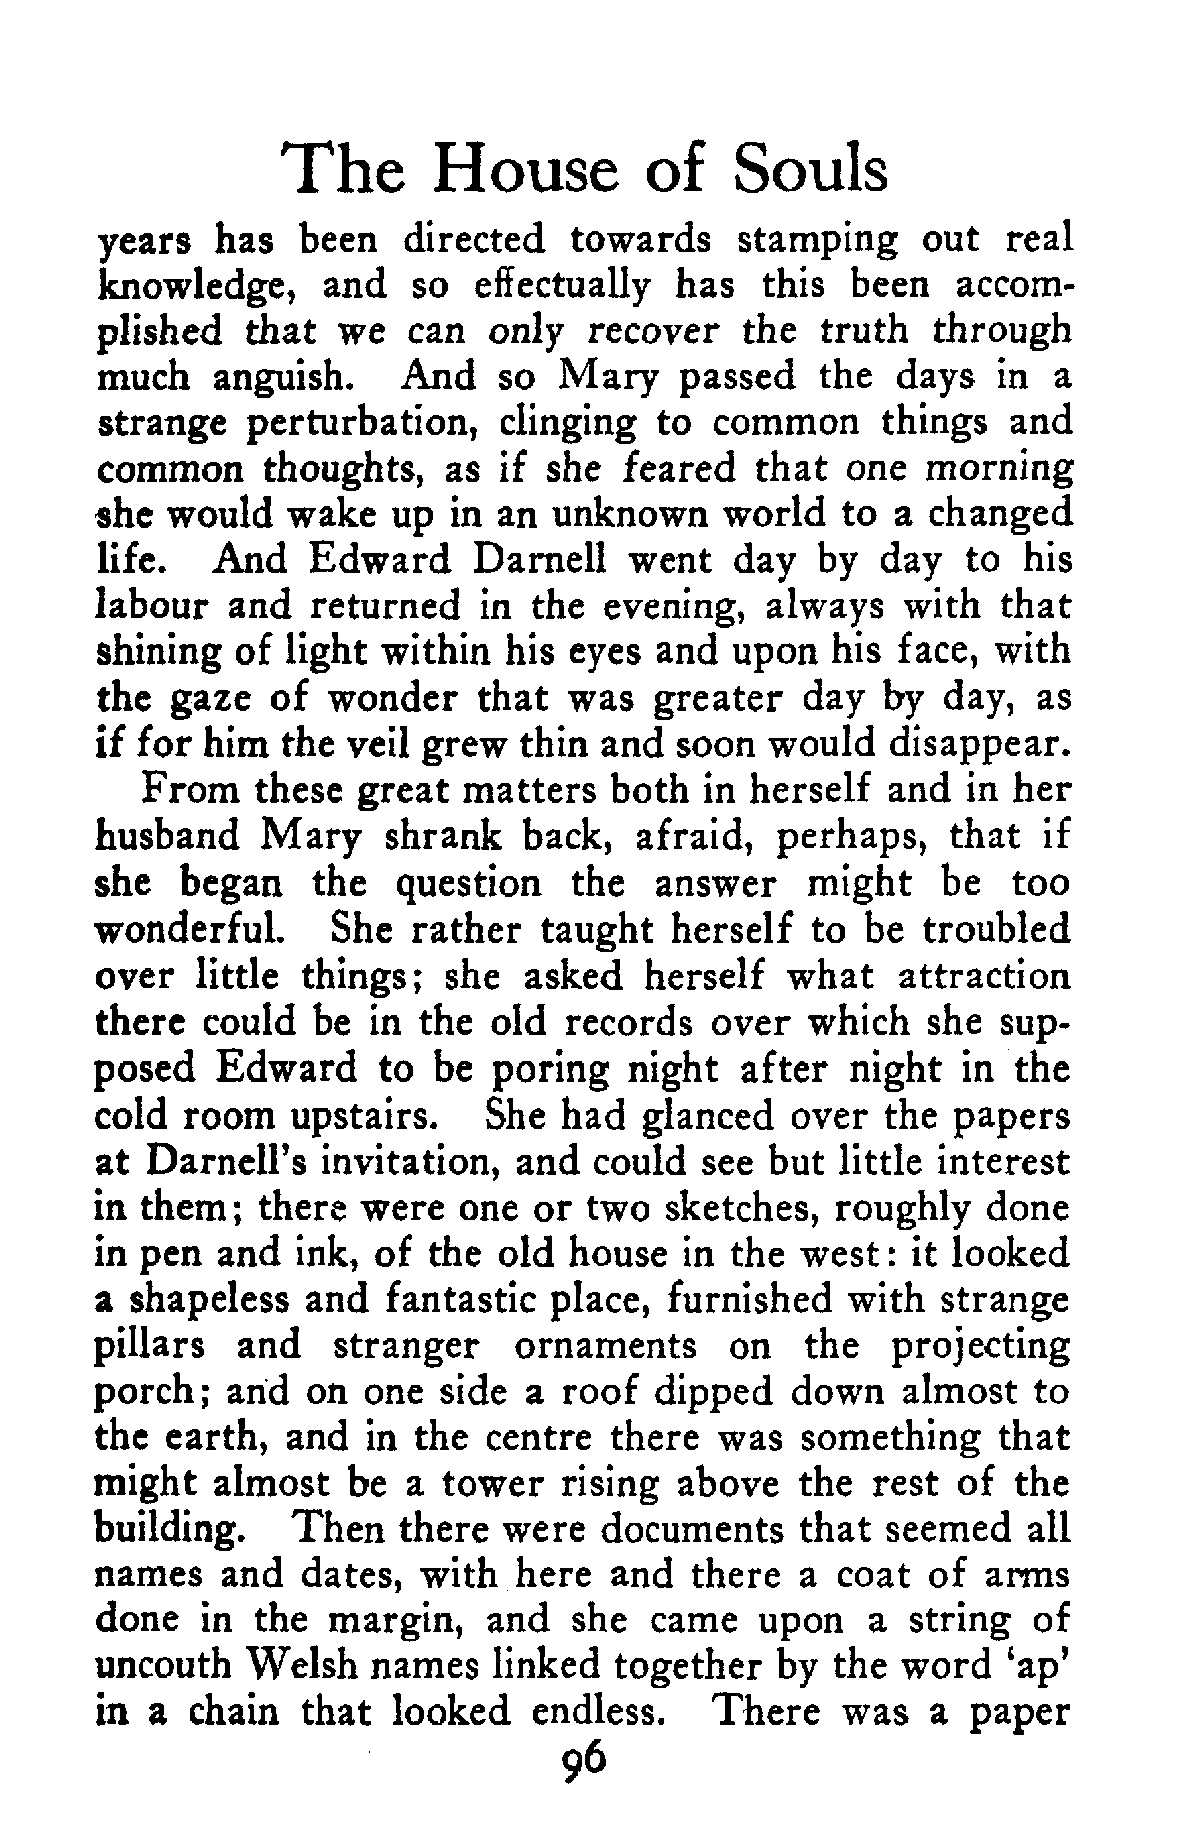 The House of Souls
years has been directed towards stamping out real
knowledge, and so effectually has this been accom-
plished that we can only recover the truth through
much anguish. And so Mary passed the days in a
strange perturbation, clinging to common things and
common thoughts, as if she feared that one morning
she would wake up in an unknown world to a changed
life. And Edward Darnell went day by day to his
labour and returned in the evening, always with that
shining of light within his eyes and upon his face, with
the gaze of wonder that was greater day by day, as
if for him the veil grew thin and soon would disappear.
From these great matters both in herself and in her
husband Mary shrank back, afraid, perhaps, that if
she began the question the answer might be too
wonderful. She rather taught herself to be troubled
over little things; she asked herself what attraction
there could be in the old records over which she sup-
posed Edward to be poring night after night in the
cold room upstairs. She had glanced over the papers
at Darnell's invitation, and could see but little interest
in them; there were one or two sketches, roughly done
in pen and ink, of the old house in the west: it looked
a shapeless and fantastic place, furnished with strange
pillars and stranger ornaments on the projecting
porch; and on one side a roof dipped down almost to
the earth, and in the centre there was something that
might almost be a tower rising above the rest of the
building. Then there were documents that seemed all
names and dates, with here and there a coat of arms
done in the margin, and she came upon a string of
uncouth Welsh names linked together by the word 'ap'
in a chain that looked endless. There was a paper
96